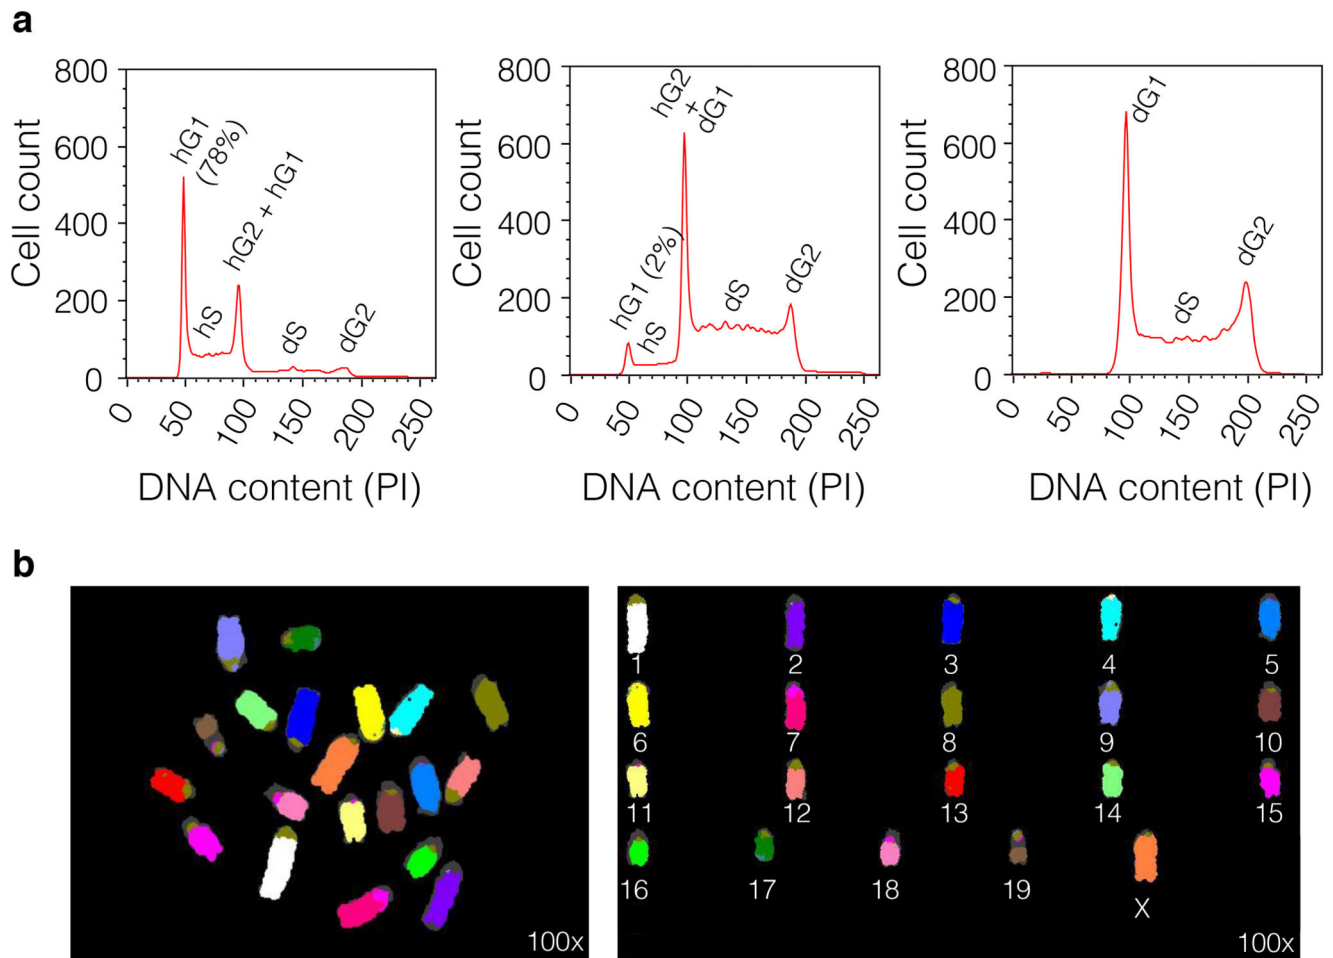 a
800
600
400
200
0
Cell count
hG1
(78%)
hS
hG2 + hG1
dS
dG2
0
50
100
150
200
250
DNA content (PI)
800
600
400
200
0
Cell count
hG1 (2%)
hS
hG2
+
dG1
dS
dG2
0
50
100
150
200
250
DNA content (PI)
800
600
400
200
0
Cell count
dG1
dS
dG2
0
50
100
150
200
250
DNA content (PI)
b
100x
1 2 3 4 5
6 7 8 9 10
11 12 13 14 15
16 17 18 19
X
100x